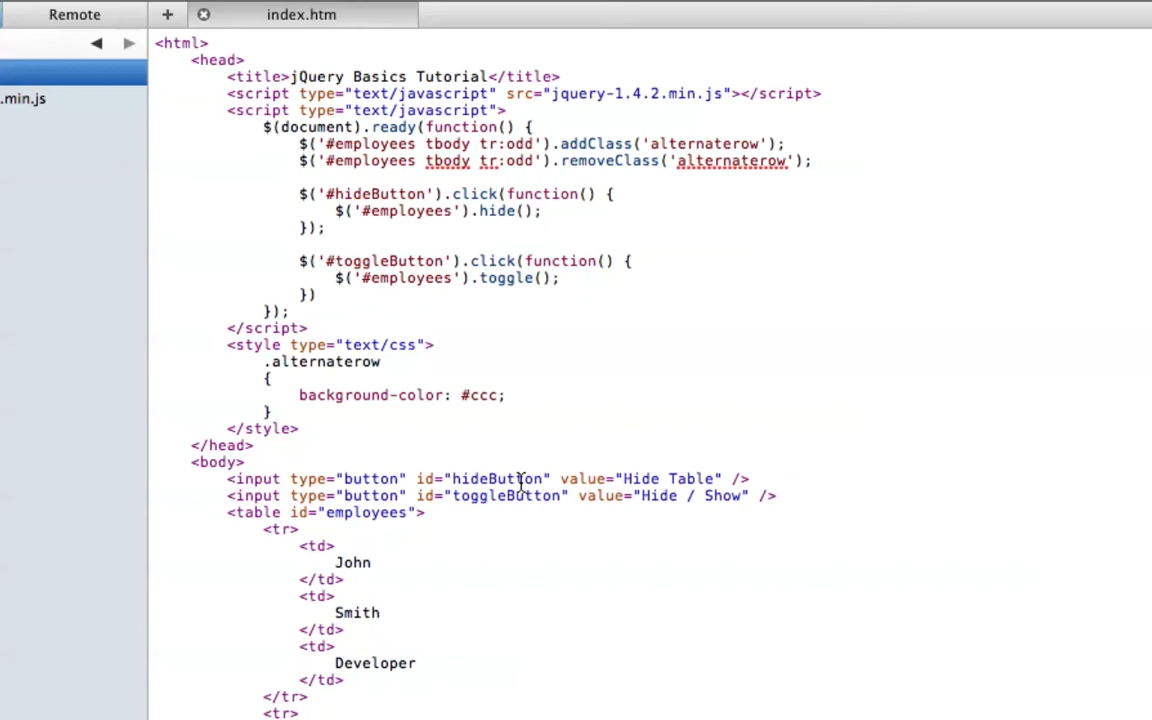 Remote
+
index.htm
.min.js
<html>
<head>
<title>jQuery Basics Tutorial</title>
<script type="text/javascript" src="jquery-1.4.2.min.js"></script>
<script type="text/javascript">
$(document).ready(function() {
$('#employees tbody tr:odd').addClass('alternaterow');
$('#employees tbody tr:odd').removeClass('alternaterow');
$('#hideButton').click(function() {
$('#employees').hide();
});
$('#toggleButton').click(function() {
$('#employees').toggle();
})
});
</script>
<style type="text/css">
.alternaterow
{
background-color: #ccc;
}
</style>
</head>
<body>
<input type="button" id="hideButton" value="Hide Table" />
<input type="button" id="toggleButton" value="Hide / Show" />
<table id="employees">
<tr>
<td>
John
</td>
<td>
Smith
</td>
<td>
Developer
</td>
</tr>
<tr>